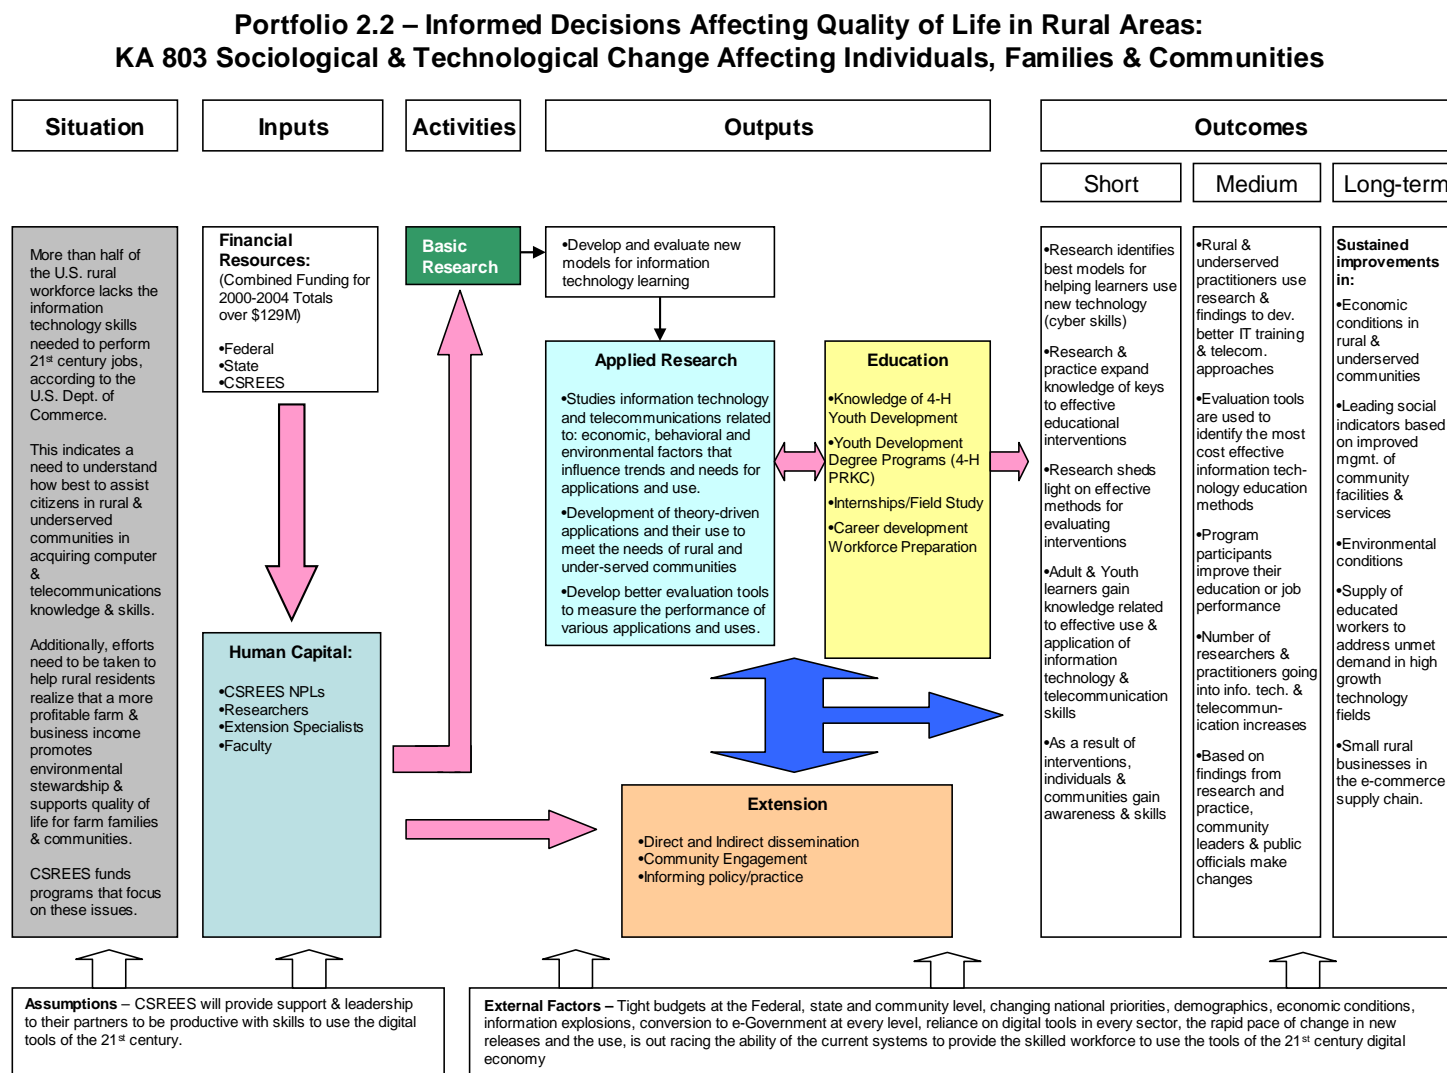 Portfolio 2.2 – Informed Decisions Affecting Quality of Life in Rural Areas:
KA 803 Sociological & Technological Change Affecting Individuals, Families & Communities
Situation
Inputs
Activities
Outputs
Outcomes
Short
Medium
Long-term
More than half of
the U.S. rural
workforce lacks the
information
technology skills
needed to perform
21st century jobs,
according to the
U.S. Dept. of
Commerce.
This indicates a
need to understand
how best to assist
citizens in rural &
underserved
communities in
acquiring computer
&
telecommunications
knowledge & skills.
Additionally, efforts
need to be taken to
help rural residents
realize that a more
profitable farm &
business income
promotes
environmental
stewardship &
supports quality of
life for farm families
& communities.
CSREES funds
programs that focus
on these issues.
Financial
Resources:
(Combined Funding for
2000-2004 Totals
over $129M)
•Federal
•State
•CSREES
Human Capital:
•CSREES NPLs
•Researchers
•Extension Specialists
•Faculty
Basic
Research
•Develop and evaluate new
models for information
technology learning
Applied Research
•Studies information technology
and telecommunications related
to: economic, behavioral and
environmental factors that
influence trends and needs for
applications and use.
•Development of theory-driven
applications and their use to
meet the needs of rural and
under-served communities
•Develop better evaluation tools
to measure the performance of
various applications and uses.
Education
•Knowledge of 4-H
Youth Development
•Youth Development
Degree Programs (4-H
PRKC)
•Internships/Field Study
•Career development
Workforce Preparation
Extension
•Direct and Indirect dissemination
•Community Engagement
•Informing policy/practice
•Research identifies
best models for
helping learners use
new technology
(cyber skills)
•Research &
practice expand
knowledge of keys
to effective
educational
interventions
•Research sheds
light on effective
methods for
evaluating
interventions
•Adult & Youth
learners gain
knowledge related
to effective use &
application of
information
technology &
telecommunication
skills
•As a result of
interventions,
individuals &
communities gain
awareness & skills
•Rural &
underserved
practitioners use
research &
findings to dev.
better IT training
& telecom.
approaches
•Evaluation tools
are used to
identify the most
cost effective
information tech-
nology education
methods
•Program
participants
improve their
education or job
performance
•Number of
researchers &
practitioners going
into info. tech. &
telecommun-
ication increases
•Based on
findings from
research and
practice,
community
leaders & public
officials make
changes
Sustained
improvements
in:
•Economic
conditions in
rural &
underserved
communities
•Leading social
indicators based
on improved
mgmt. of
community
facilities &
services
•Environmental
conditions
•Supply of
educated
workers to
address unmet
demand in high
growth
technology
fields
•Small rural
businesses in
the e-commerce
supply chain.
Assumptions – CSREES will provide support & leadership
to their partners to be productive with skills to use the digital
tools of the 21st century.
External Factors – Tight budgets at the Federal, state and community level, changing national priorities, demographics, economic conditions,
information explosions, conversion to e-Government at every level, reliance on digital tools in every sector, the rapid pace of change in new
releases and the use, is out racing the ability of the current systems to provide the skilled workforce to use the tools of the 21st century digital
economy